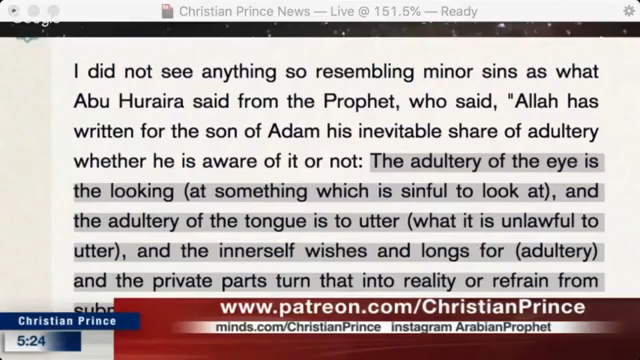 Christian Prince News — Live @ 151.5% — Ready
Google
I did not see anything so resembling minor sins as what
Abu Huraira said from the Prophet, who said, "Allah has
written for the son of Adam his inevitable share of adultery
whether he is aware of it or not: The adultery of the eye is
the looking (at something which is sinful to look at), and
the adultery of the tongue is to utter (what it is unlawful to
utter), and the innerself wishes and longs for (adultery)
and the private parts turn that into reality or refrain from
www.patreon.com/ChristianPrince
Christian Prince
minds.com/ChristianPrince instagram ArabianProphet
5:24